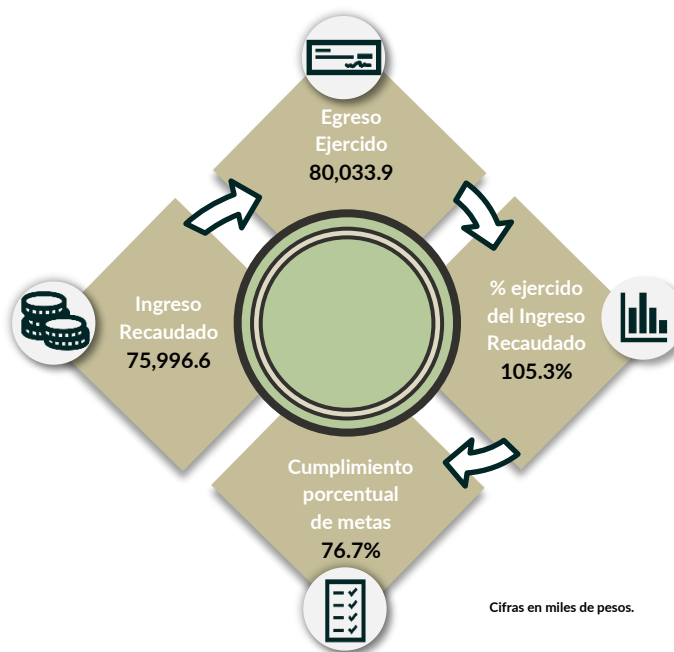 Egreso
Ejercido
80,033.9
Ingreso
Recaudado
75,996.6
% ejercido
del Ingreso
Recaudado
105.3%
Cumplimiento
porcentual
de metas
76.7%
Cifras en miles de pesos.